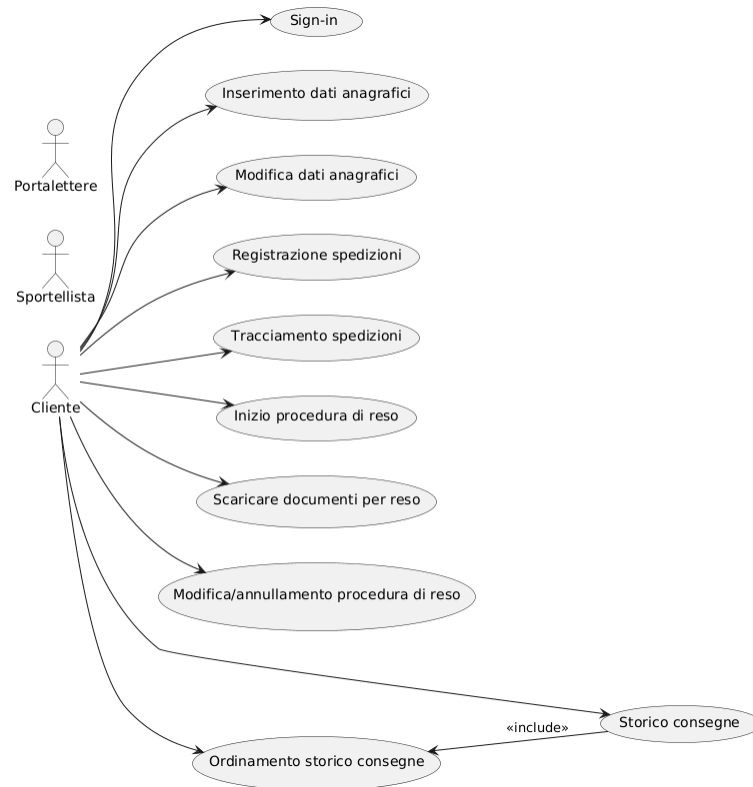 Sign-in
Inserimento dati anagrafici
Portalettere
Modifica dati anagrafici
Registrazione spedizioni
Sportellista
Tracciamento spedizioni
Cliente
Inizio procedura di reso
Scaricare documenti per reso
Modifica/annullamento procedura di reso
Storico consegne
«include»
Ordinamento storico consegne